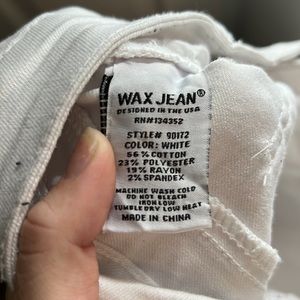 WAX JEAN®
DESIGNED IN THE USA
RN#134352
STYLE# 90172
COLOR: WHITE
56%COTTON
23%POLYESTER
19%RAYON
2%SPANDEX
MACHINE WASH COLD
DO NOT BLEACH
IRON LOW
TUMBLE DRY LOW HEAT
MADE IN CHINA